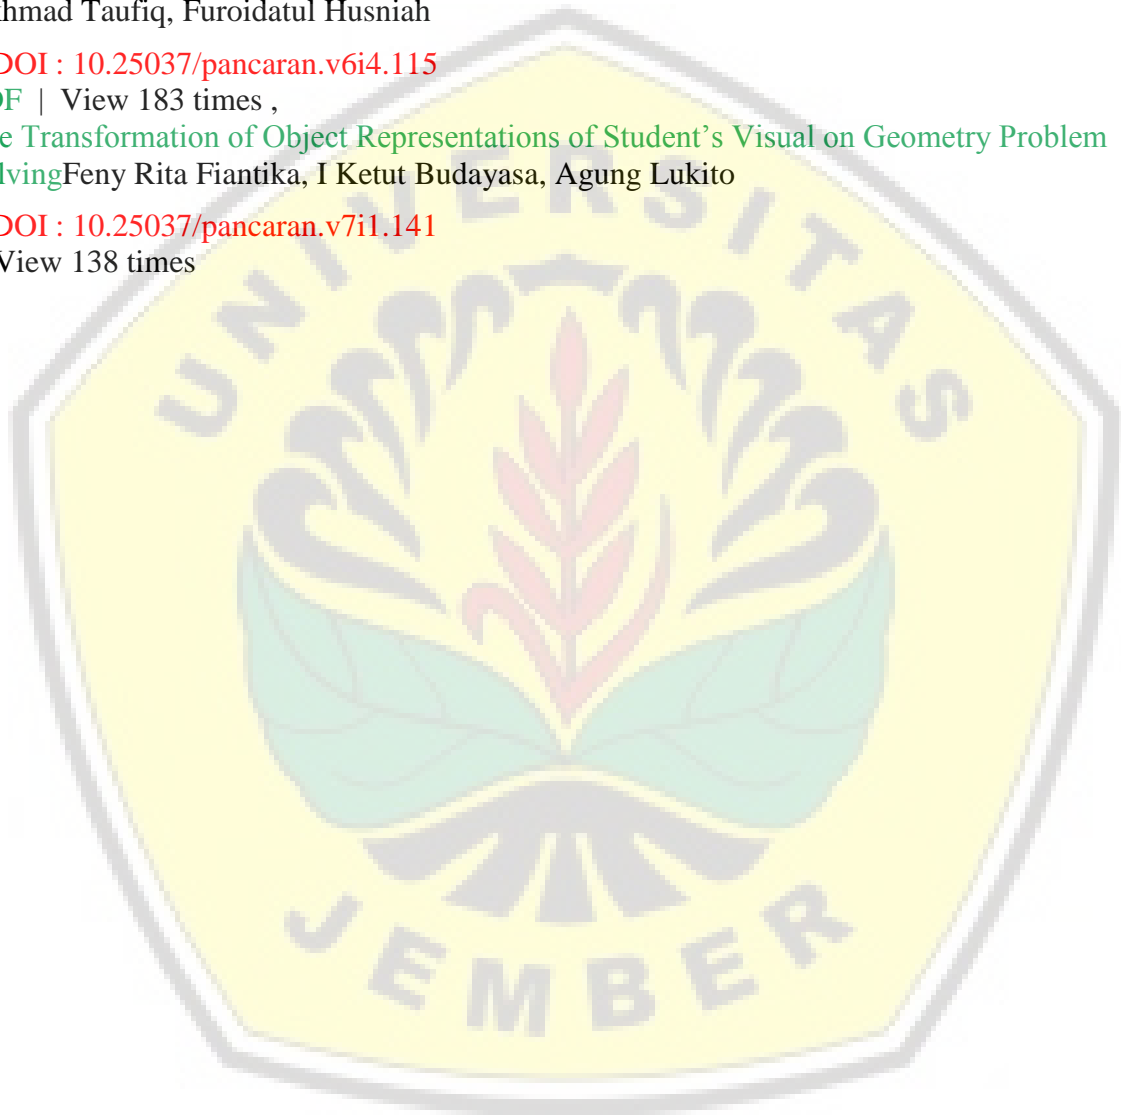 khmad Taufiq, Furoidatul Husniah
DOI : 10.25037/pancaran.v6i4.115
DF | View 183 times ,
e Transformation of Object Representations of Student's Visual on Geometry Problem
lvingFeny Rita Fiantika, I Ketut Budayasa, Agung Lukito
DOI : 10.25037/pancaran.v7i1.141
View 138 times
UNIVERSITAS
JEMBER